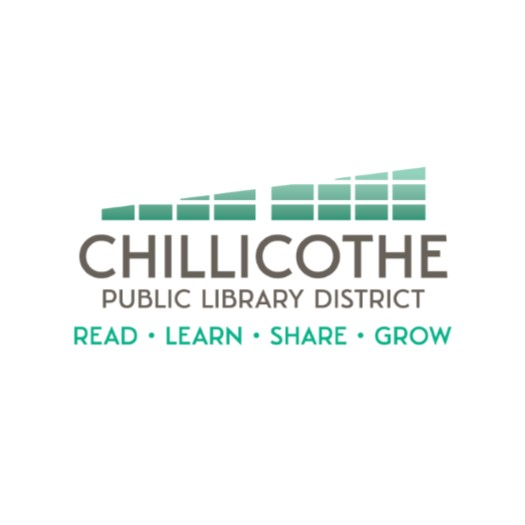 CHILLICOTHE
PUBLIC LIBRARY DISTRICT
READ • LEARN • SHARE • GROW